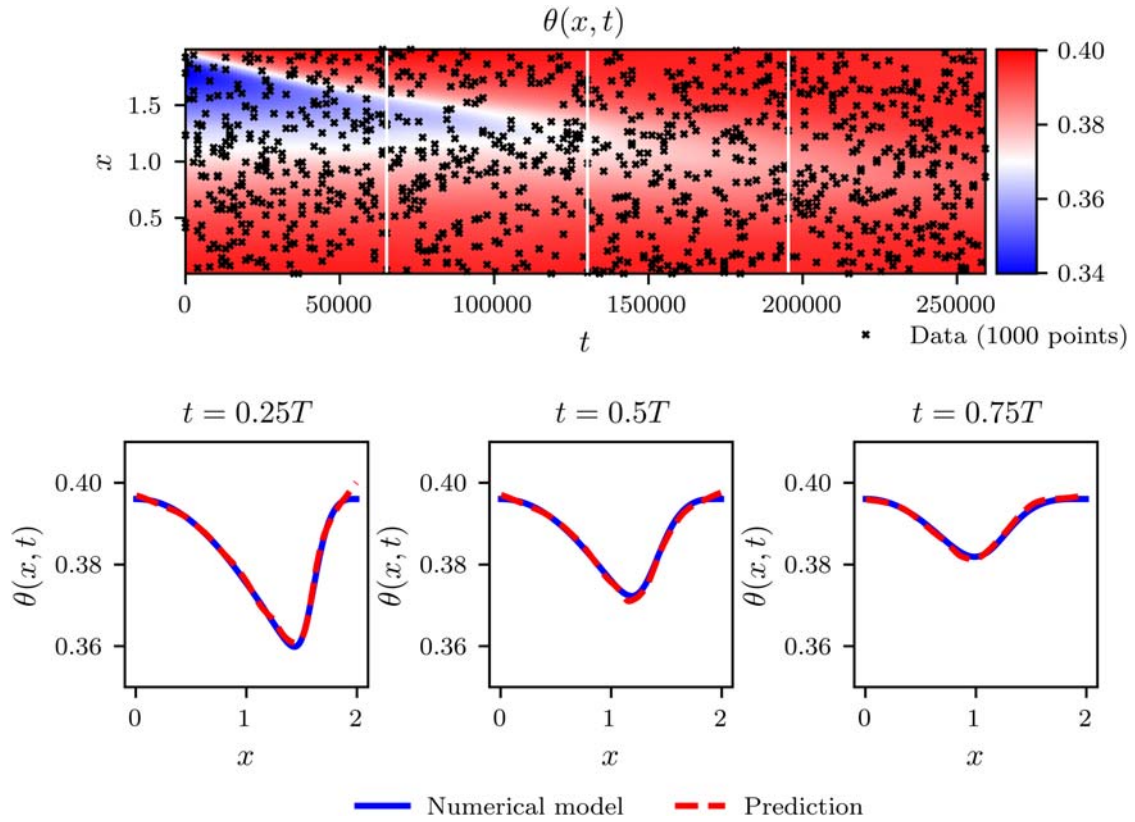 θ(x, t)
x
1.5
1.0
0.5
0 50000 100000 150000 200000 250000
t
0.40
0.38
0.36
0.34
Data (1000 points)
t = 0.25T
θ(x, t)
0.40
0.38
0.36
0 1 2
x
t = 0.5T
θ(x, t)
0.40
0.38
0.36
0 1 2
x
t = 0.75T
θ(x, t)
0.40
0.38
0.36
0 1 2
x
Numerical model Prediction